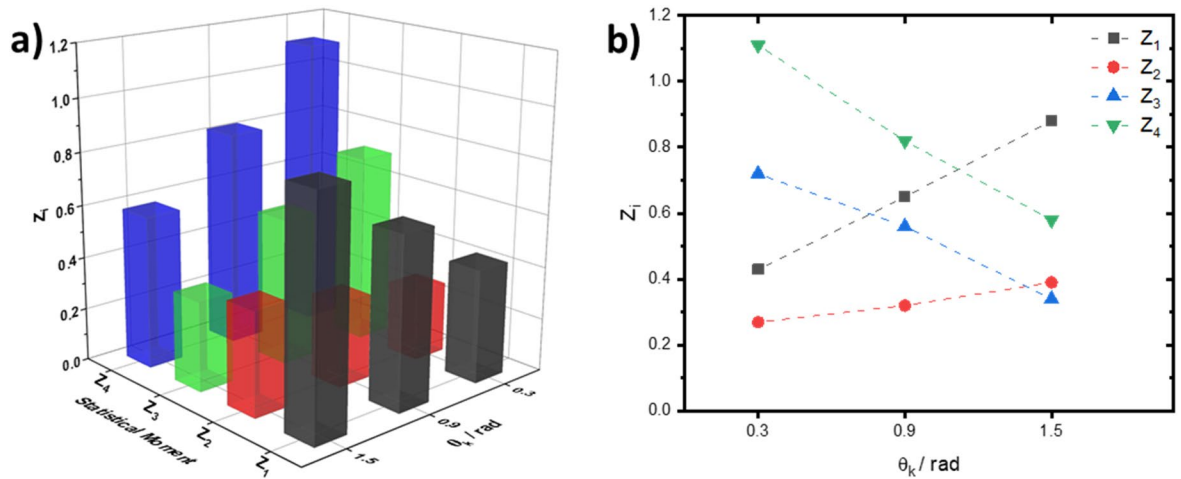 a)
1.2
1.0
0.8
0.6
0.4
0.2
0.0
Zᵢ
Z₄
Z₃
Z₂
Z₁
Statistical Moment
0.3
0.9
1.5
θₖ / rad
b)
1.2
1.0
0.8
0.6
0.4
0.2
0.0
Zᵢ
0.3 0.9 1.5
θₖ / rad
Z₁
Z₂
Z₃
Z₄